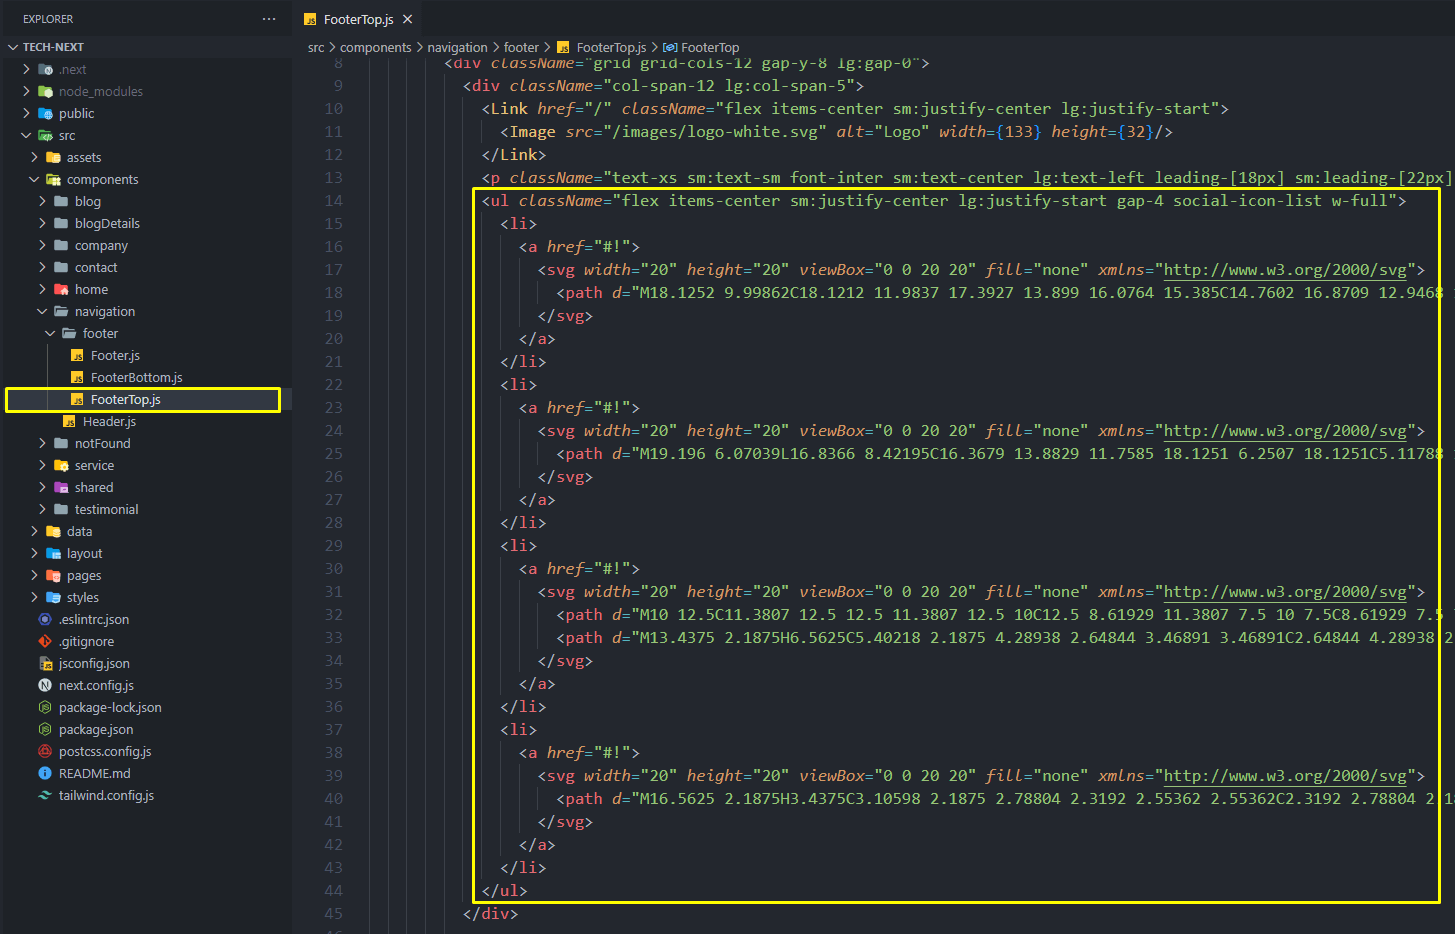 EXPLORER
TECH-NEXT
.next
node_modules
public
src
assets
components
blog
blogDetails
company
contact
home
navigation
footer
Footer.js
FooterBottom.js
FooterTop.js
Header.js
notFound
service
shared
testimonial
data
layout
pages
styles
.eslintrc.json
.gitignore
jsconfig.json
next.config.js
package-lock.json
package.json
postcss.config.js
README.md
tailwind.config.js
FooterTop.js
src > components > navigation > footer > FooterTop.js > FooterTop
8 <div className="grid grid-cols-12 gap-y-8 lg:gap-0">
9 <div className="col-span-12 lg:col-span-5">
10 <Link href="/" className="flex items-center sm:justify-center lg:justify-start">
11 <Image src="/images/logo-white.svg" alt="Logo" width={133} height={32}/>
12 </Link>
13 <p className="text-xs sm:text-sm font-inter sm:text-center lg:text-left leading-[18px] sm:leading-[22px]
14 <ul className="flex items-center sm:justify-center lg:justify-start gap-4 social-icon-list w-full">
15 <li>
16 <a href="#!">
17 <svg width="20" height="20" viewBox="0 0 20 20" fill="none" xmlns="http://www.w3.org/2000/svg">
18 <path d="M18.1252 9.99862C18.1212 11.9837 17.3927 13.899 16.0764 15.385C14.7602 16.8709 12.9468
19 </svg>
20 </a>
21 </li>
22 <li>
23 <a href="#!">
24 <svg width="20" height="20" viewBox="0 0 20 20" fill="none" xmlns="http://www.w3.org/2000/svg">
25 <path d="M19.196 6.07039L16.8366 8.42195C16.3679 13.8829 11.7585 18.1251 6.2507 18.1251C5.11788
26 </svg>
27 </a>
28 </li>
29 <li>
30 <a href="#!">
31 <svg width="20" height="20" viewBox="0 0 20 20" fill="none" xmlns="http://www.w3.org/2000/svg">
32 <path d="M10 12.5C11.3807 12.5 12.5 11.3807 12.5 10C12.5 8.61929 11.3807 7.5 10 7.5C8.61929 7.5
33 <path d="M13.4375 2.1875H6.5625C5.40218 2.1875 4.28938 2.64844 3.46891 3.46891C2.64844 4.28938 2
34 </svg>
35 </a>
36 </li>
37 <li>
38 <a href="#!">
39 <svg width="20" height="20" viewBox="0 0 20 20" fill="none" xmlns="http://www.w3.org/2000/svg">
40 <path d="M16.5625 2.1875H3.4375C3.10598 2.1875 2.78804 2.3192 2.55362 2.55362C2.3192 2.78804
41 </svg>
42 </a>
43 </li>
44 </ul>
45 </div>